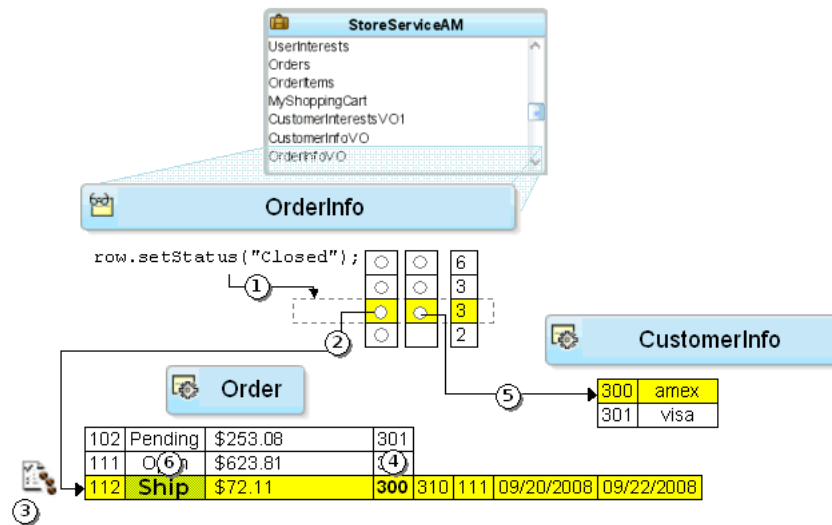 StoreServiceAM
UserInterests
Orders
OrderItems
MyShoppingCart
CustomerInterestsVO1
CustomerInfoVO
OrderInfoVO
OrderInfo
row.setStatus("Closed");
6
1
3
3
2
2
CustomerInfo
Order
5
300 amex
301 visa
102 Pending $253.08 301
111 $623.81
6 4
112 Ship $72.11 300 310 111 09/20/2008 09/22/2008
3